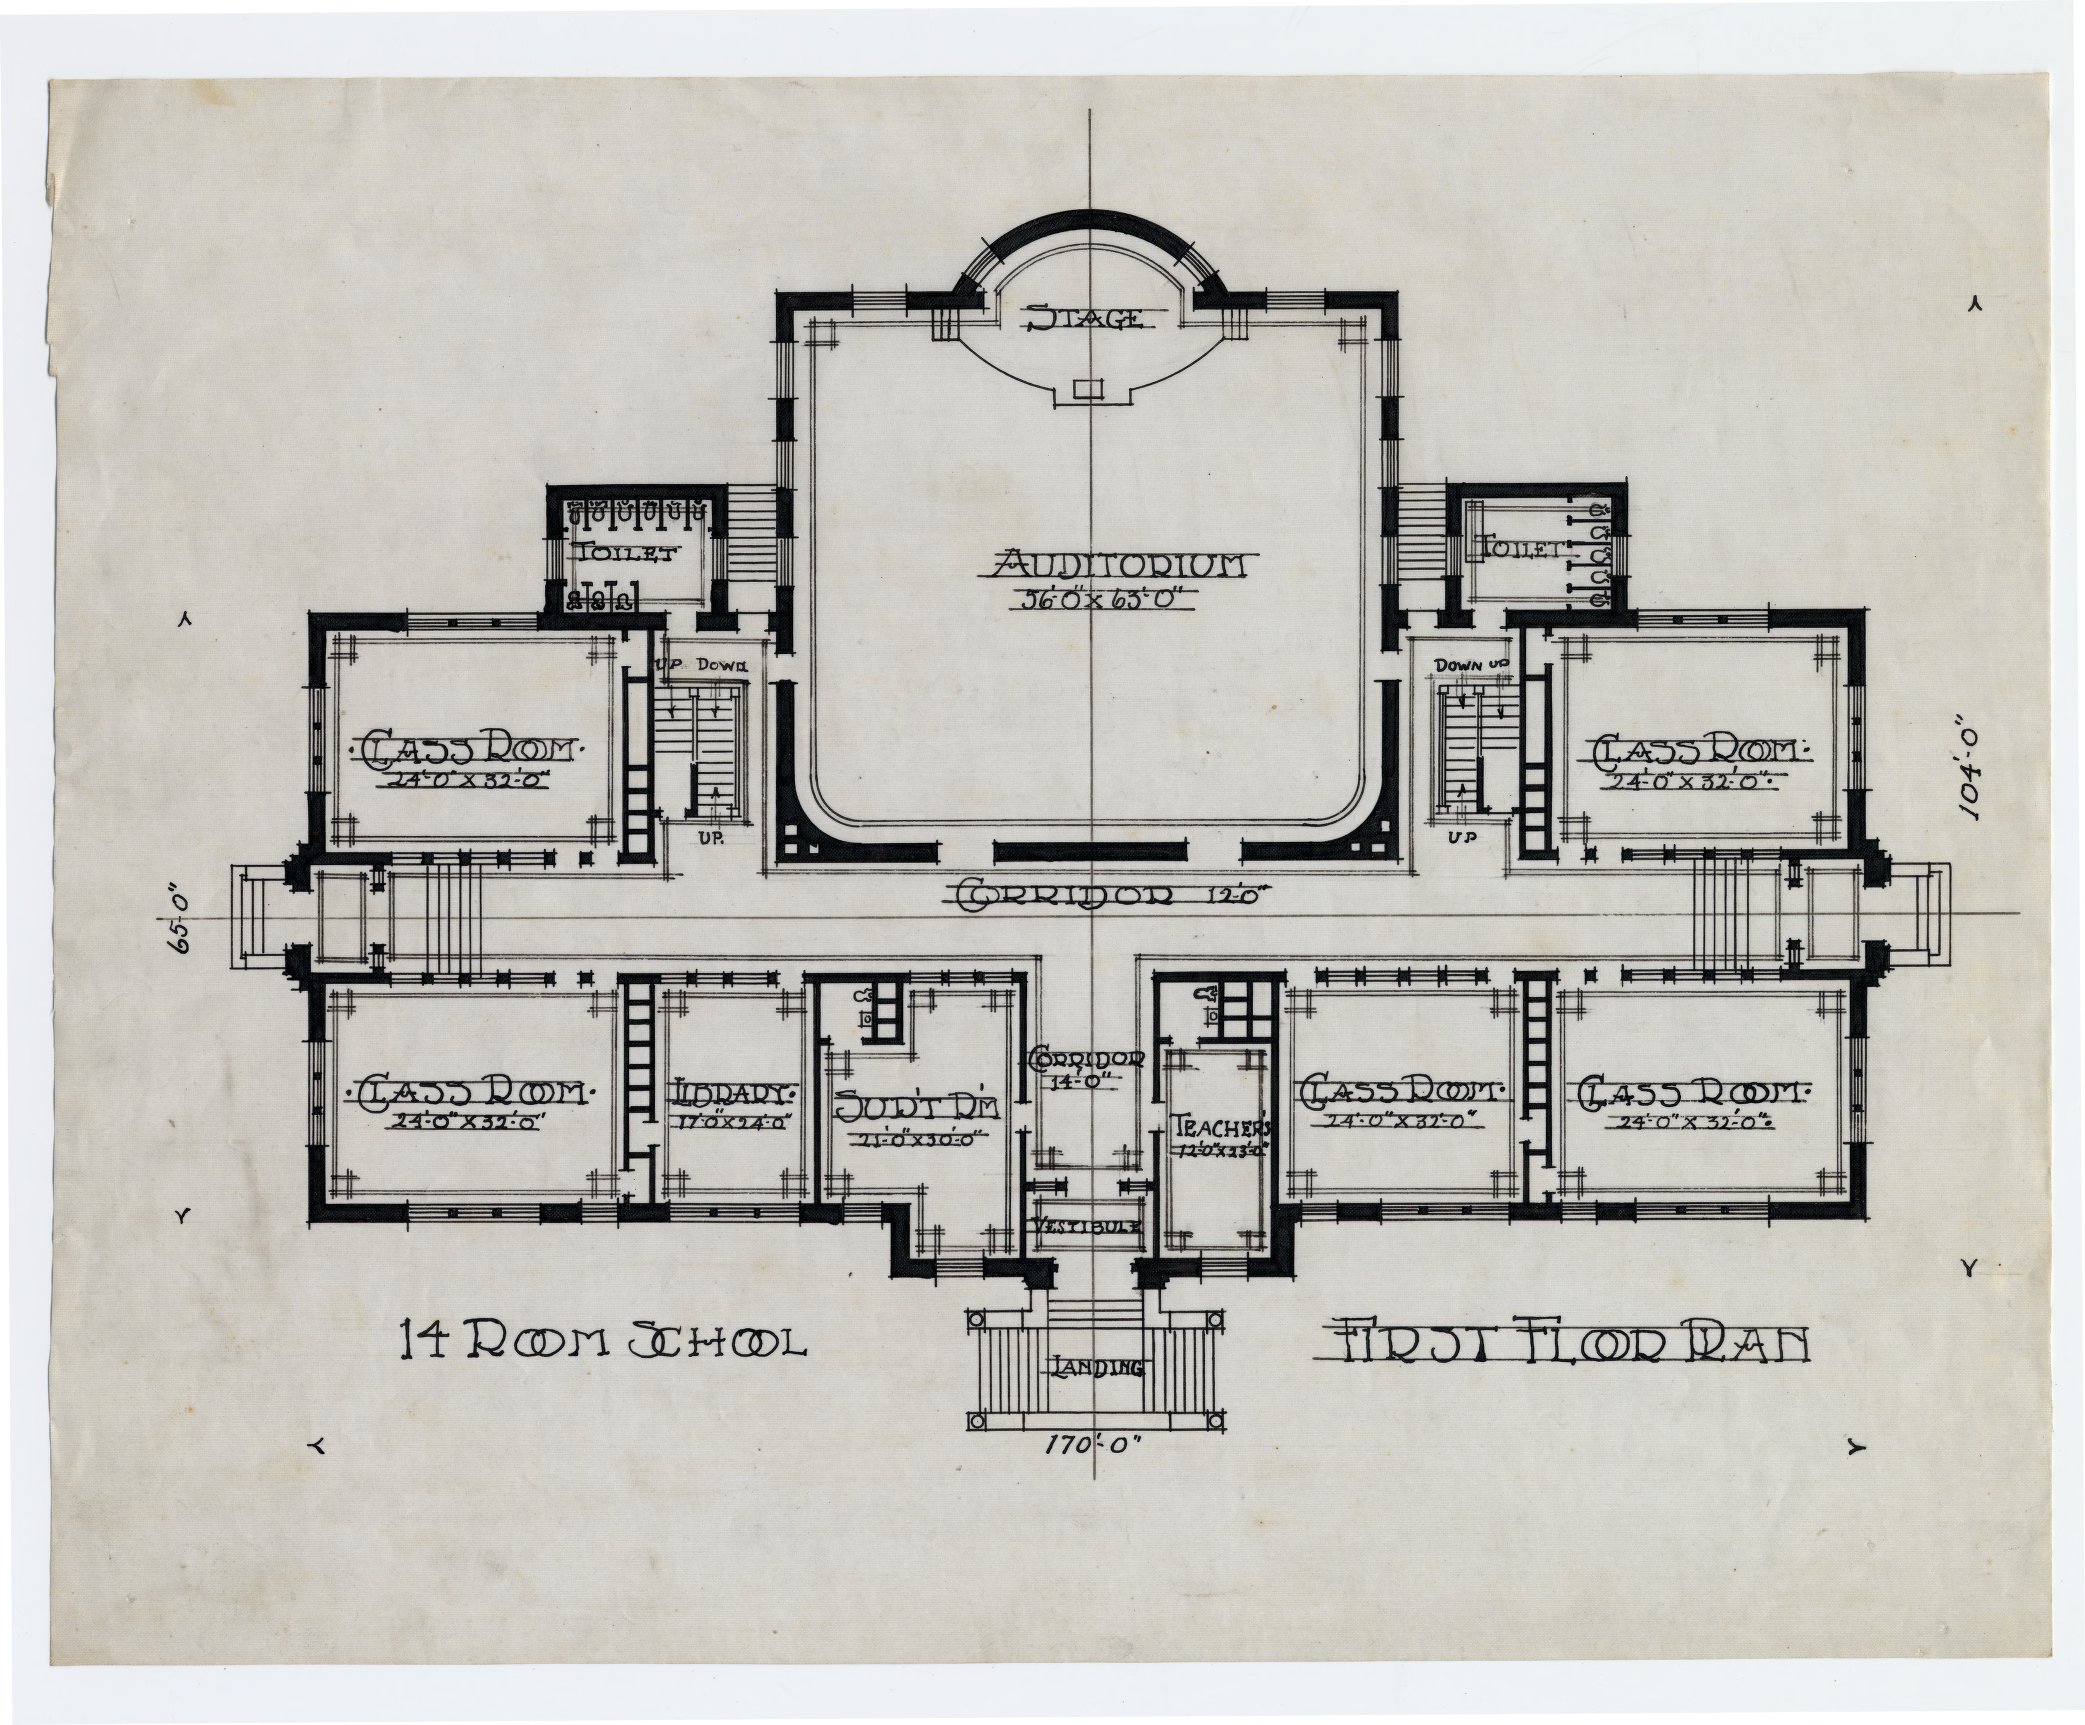 STAGE
TOILET
AUDITORIUM
56'-0" X 63'-0"
TOILET
UP DOWN
DOWN UP
CLASS ROOM
24'-0" X 32'-0"
CLASS ROOM
24'-0" X 32'-0"
104'-0"
UP.
UP
65'-0"
CORRIDOR 12'-0"
CORRIDOR
14'-0"
CLASS ROOM
24'-0" X 32'-0"
LIBRARY
17'-0" X 24'-0"
SUP'T R'M
21'-0" X 30'-0"
TEACHER'S
12'-0" X 23'-0"
CLASS ROOM
24'-0" X 32'-0"
CLASS ROOM
24'-0" X 32'-0"
VESTIBULE
14 ROOM SCHOOL
FIRST FLOOR PLAN
LANDING
170'-0"